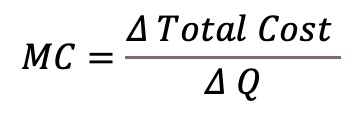 MC = Δ Total Cost / Δ Q